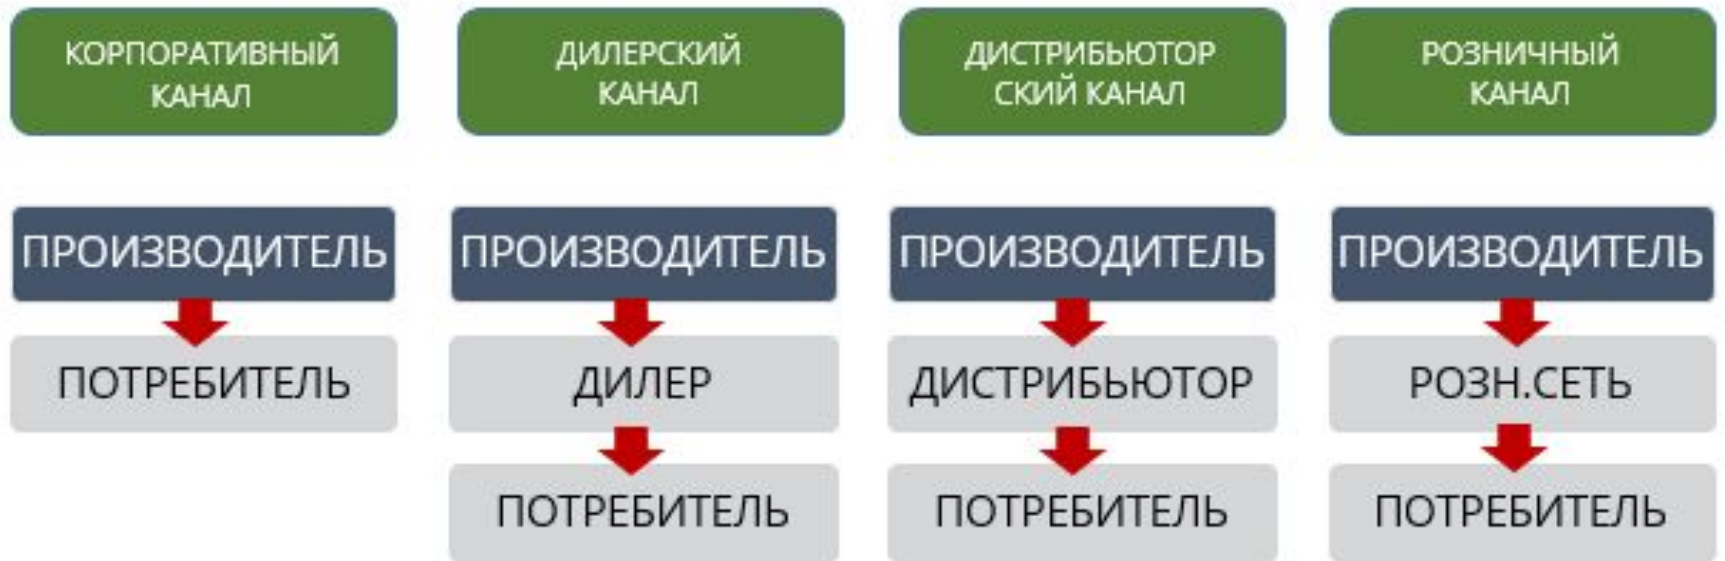 КОРПОРАТИВНЫЙ
КАНАЛ
ДИЛЕРСКИЙ
КАНАЛ
ДИСТРИБЬЮТОР
СКИЙ КАНАЛ
РОЗНИЧНЫЙ
КАНАЛ
ПРОИЗВОДИТЕЛЬ
ПРОИЗВОДИТЕЛЬ
ПРОИЗВОДИТЕЛЬ
ПРОИЗВОДИТЕЛЬ
ПОТРЕБИТЕЛЬ
ДИЛЕР
ДИСТРИБЬЮТОР
РОЗН.СЕТЬ
ПОТРЕБИТЕЛЬ
ПОТРЕБИТЕЛЬ
ПОТРЕБИТЕЛЬ